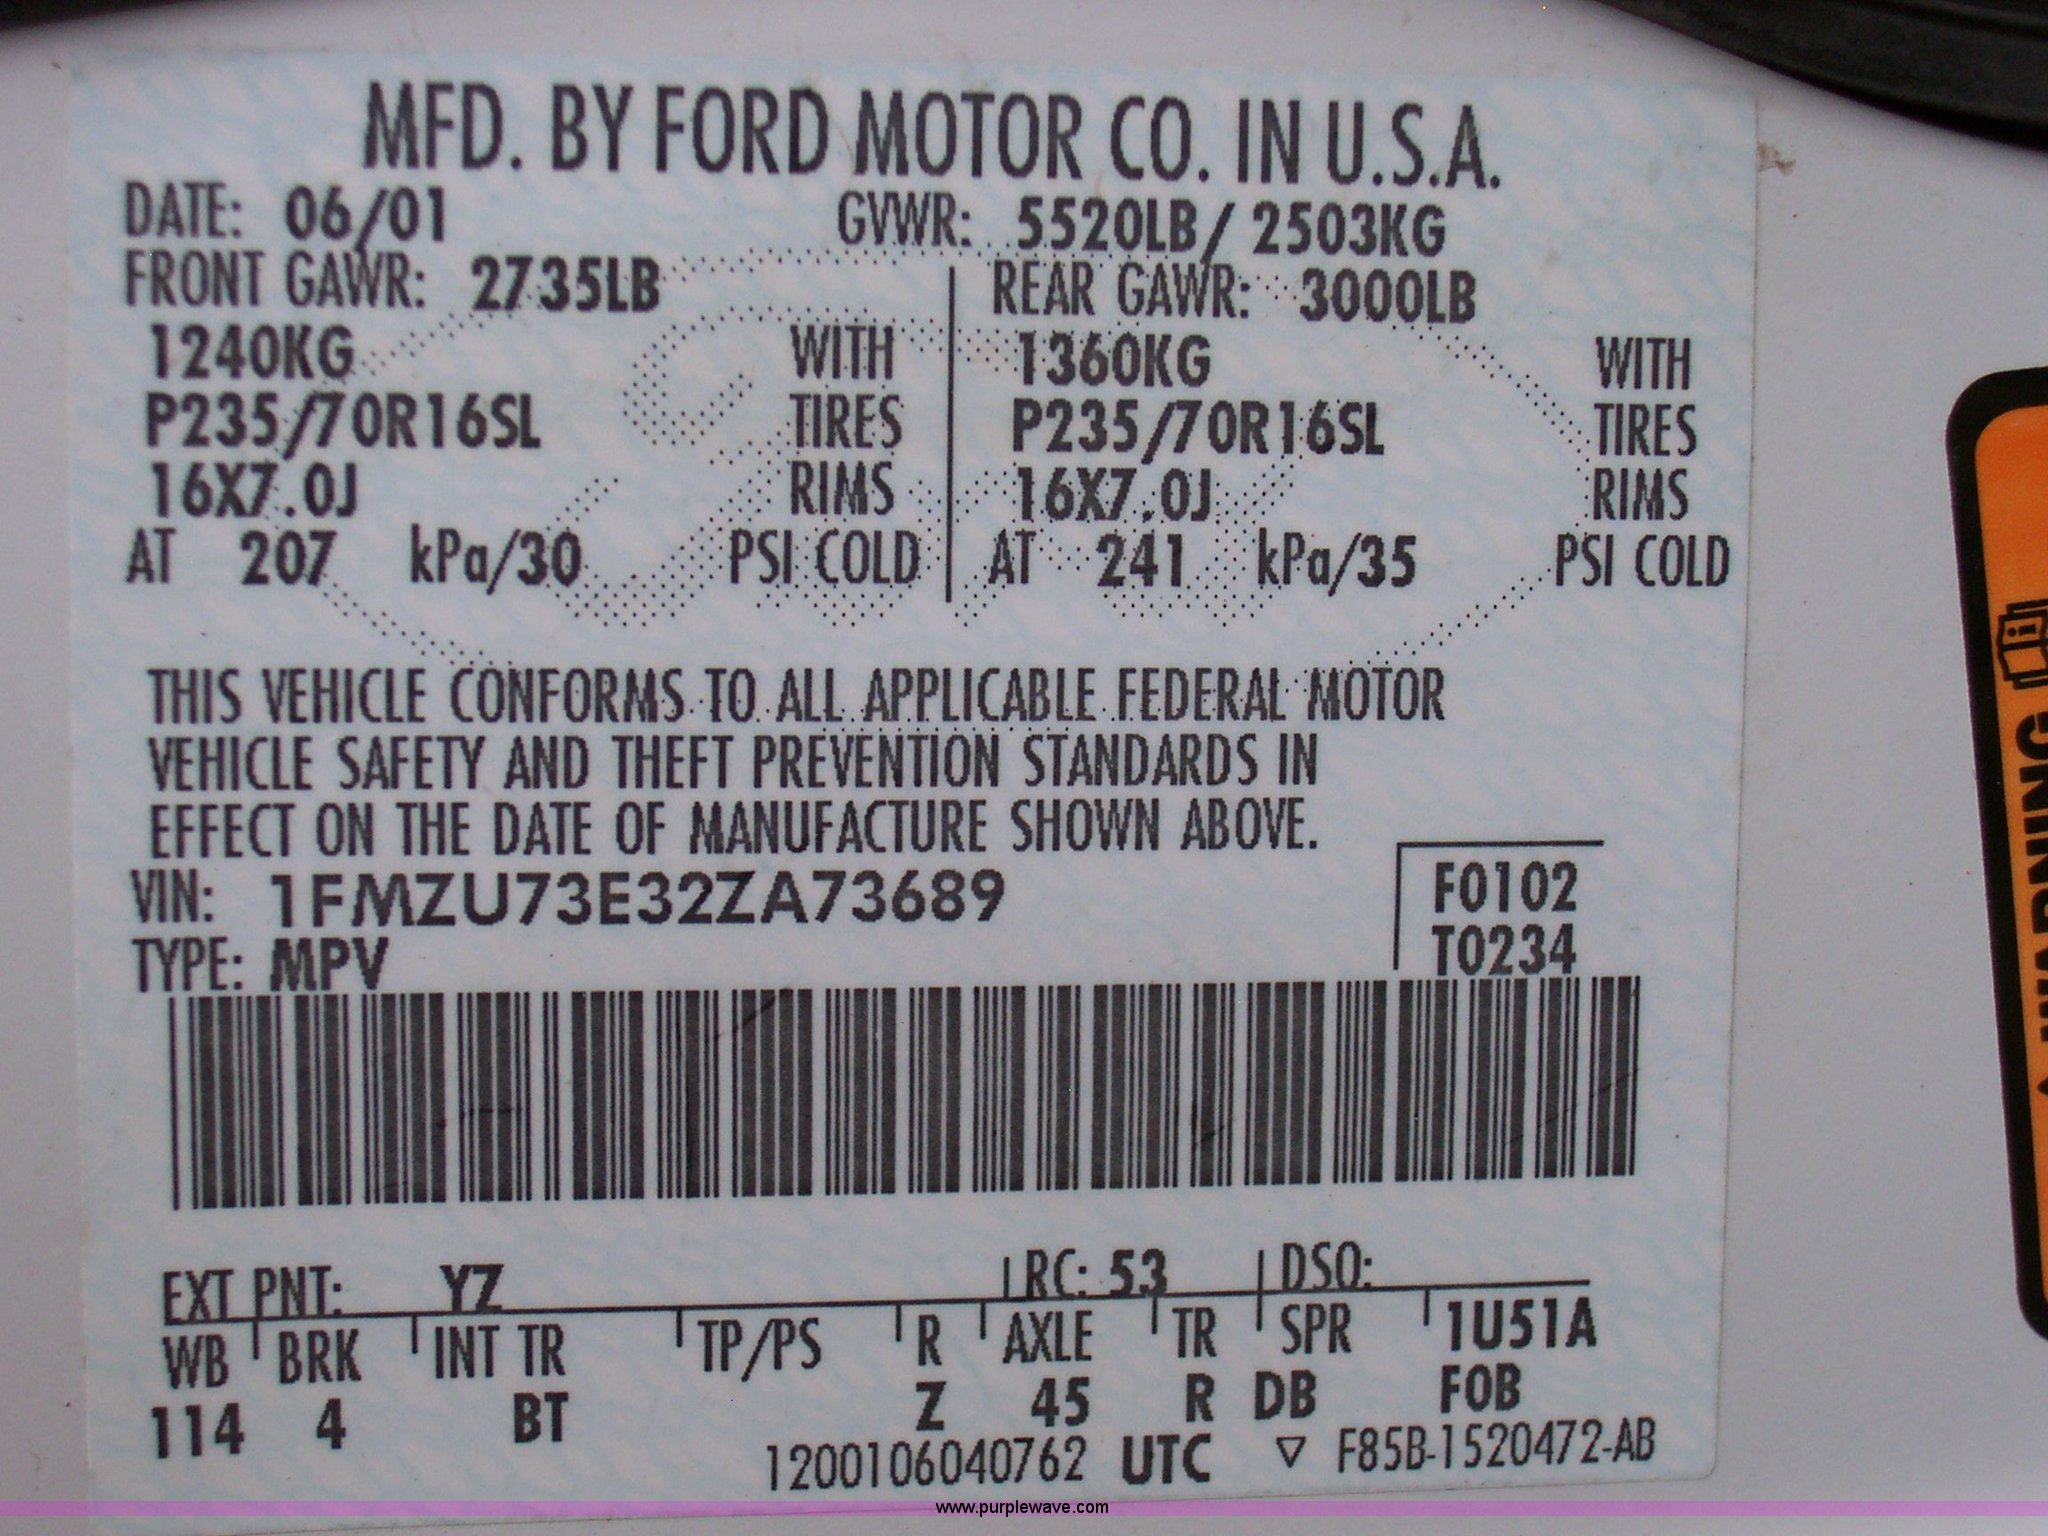 MFD. BY FORD MOTOR CO. IN U.S.A.
DATE: 06/01 GVWR: 5520LB/ 2503KG
FRONT GAWR: 2735LB REAR GAWR: 3000LB
1240KG WITH 1360KG WITH
P235/70R16SL TIRES P235/70R16SL TIRES
16X7.0J RIMS 16X7.0J RIMS
AT 207 kPa/30 PSI COLD AT 241 kPa/35 PSI COLD
THIS VEHICLE CONFORMS TO ALL APPLICABLE FEDERAL MOTOR
VEHICLE SAFETY AND THEFT PREVENTION STANDARDS IN
EFFECT ON THE DATE OF MANUFACTURE SHOWN ABOVE.
VIN: 1FMZU73E32ZA73689 F0102
TYPE: MPV T0234
EXT PNT: YZ RC: 53 DSO:
WB BRK INT TR TP/PS R AXLE TR SPR 1U51A
114 4 BT Z 45 R DB FOB
1200106040762 UTC ▽ F85B-1520472-AB
WARNING
www.purplewave.com